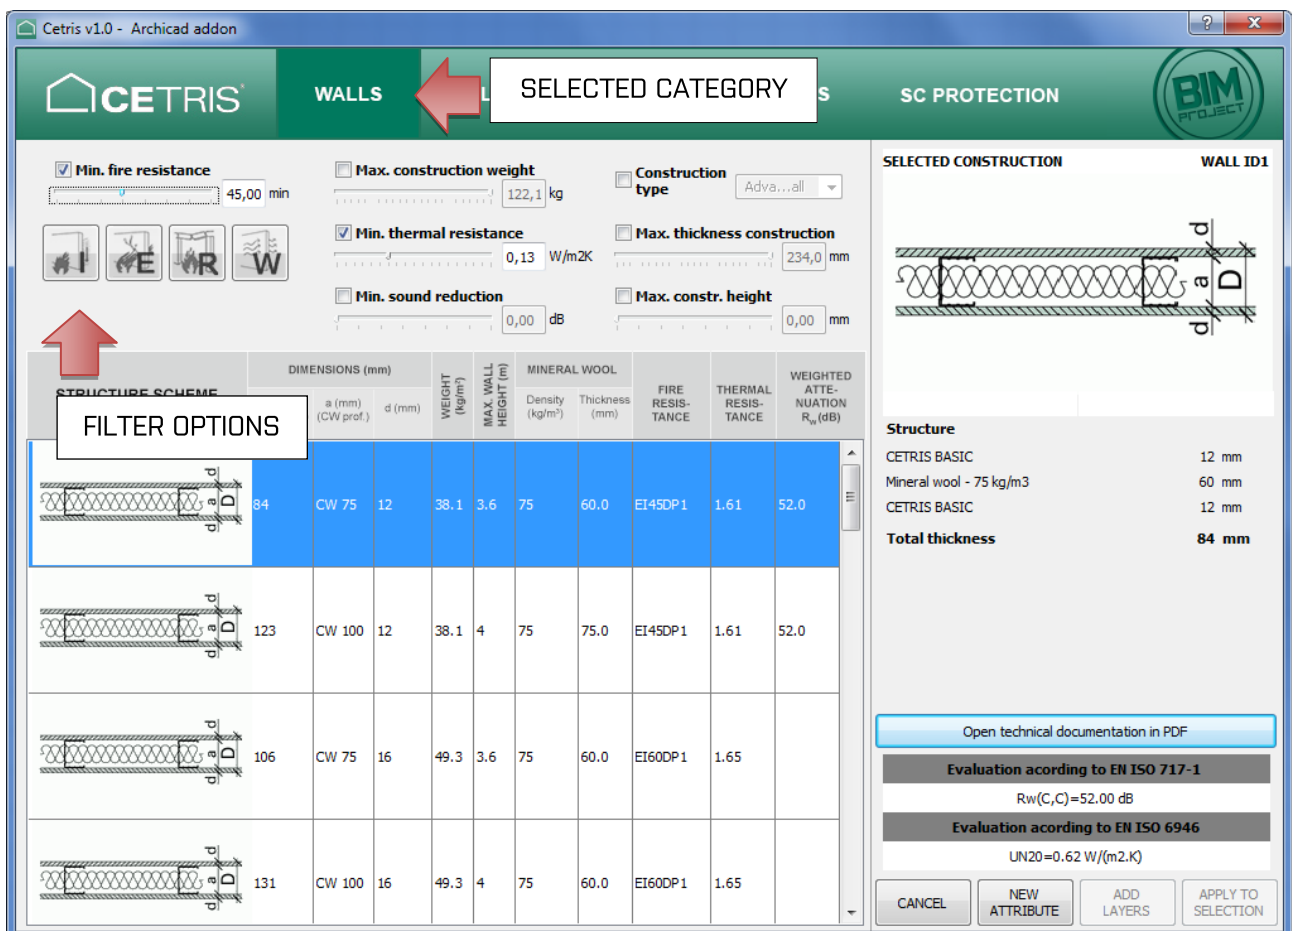 Cetris v1.0 - Archicad addon
?
x
CETRIS
WALLS
L
SELECTED CATEGORY
S
SC PROTECTION
BIM
PROJECT
Min. fire resistance
45,00 min
I
E
R
W
Max. construction weight
122,1 kg
Min. thermal resistance
0,13 W/m2K
Min. sound reduction
0,00 dB
Construction
type
Adva...all
Max. thickness construction
234,0 mm
Max. constr. height
0,00 mm
SELECTED CONSTRUCTION WALL ID1
d
a D
d
STRUCTURE SCHEME
FILTER OPTIONS
DIMENSIONS (mm)
a (mm)
(CW prof.)
d (mm)
WEIGHT
(kg/m²)
MAX. WALL
HEIGHT (m)
MINERAL WOOL
Density
(kg/m³)
Thickness
(mm)
FIRE
RESIS-
TANCE
THERMAL
RESIS-
TANCE
WEIGHTED
ATTE-
NUATION
Rw(dB)
d
a D
d
84 CW 75 12 38.1 3.6 75 60.0 EI45DP1 1.61 52.0
d
a D
d
123 CW 100 12 38.1 4 75 75.0 EI45DP1 1.61 52.0
d
a D
d
106 CW 75 16 49.3 3.6 75 60.0 EI60DP1 1.65
d
a D
d
131 CW 100 16 49.3 4 75 60.0 EI60DP1 1.65
Structure
CETRIS BASIC 12 mm
Mineral wool - 75 kg/m3 60 mm
CETRIS BASIC 12 mm
Total thickness 84 mm
Open technical documentation in PDF
Evaluation acording to EN ISO 717-1
Rw(C,C)=52.00 dB
Evaluation acording to EN ISO 6946
UN20=0.62 W/(m2.K)
CANCEL
NEW
ATTRIBUTE
ADD
LAYERS
APPLY TO
SELECTION